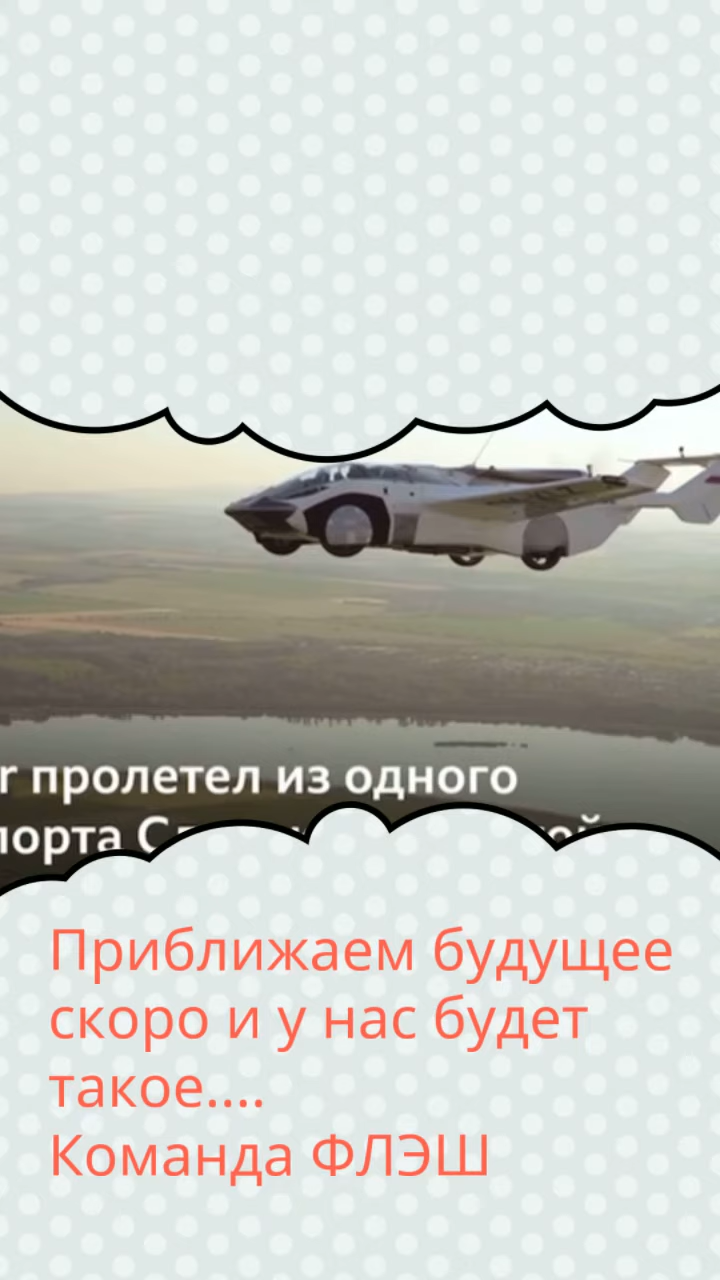 r пролетел из одного
порта
Приближаем будущее
скоро и у нас будет
такое....
Команда ФЛЭШ